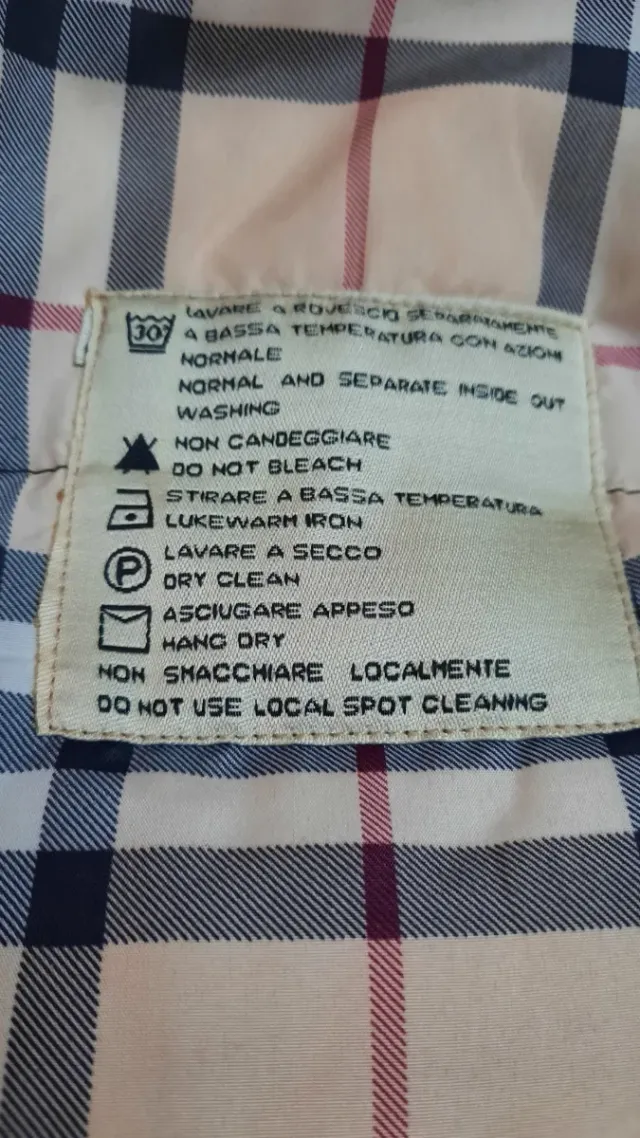 30 LAVARE A ROVESCIO SEPARATAMENTE
A BASSA TEMPERATURA CON AZIONI
NORMALE
NORMAL AND SEPARATE INSIDE OUT
WASHING
NON CANDEGGIARE
DO NOT BLEACH
STIRARE A BASSA TEMPERATURA
LUKEWARM IRON
P LAVARE A SECCO
DRY CLEAN
ASCIUGARE APPESO
HANG DRY
NON SMACCHIARE LOCALMENTE
DO NOT USE LOCAL SPOT CLEANING